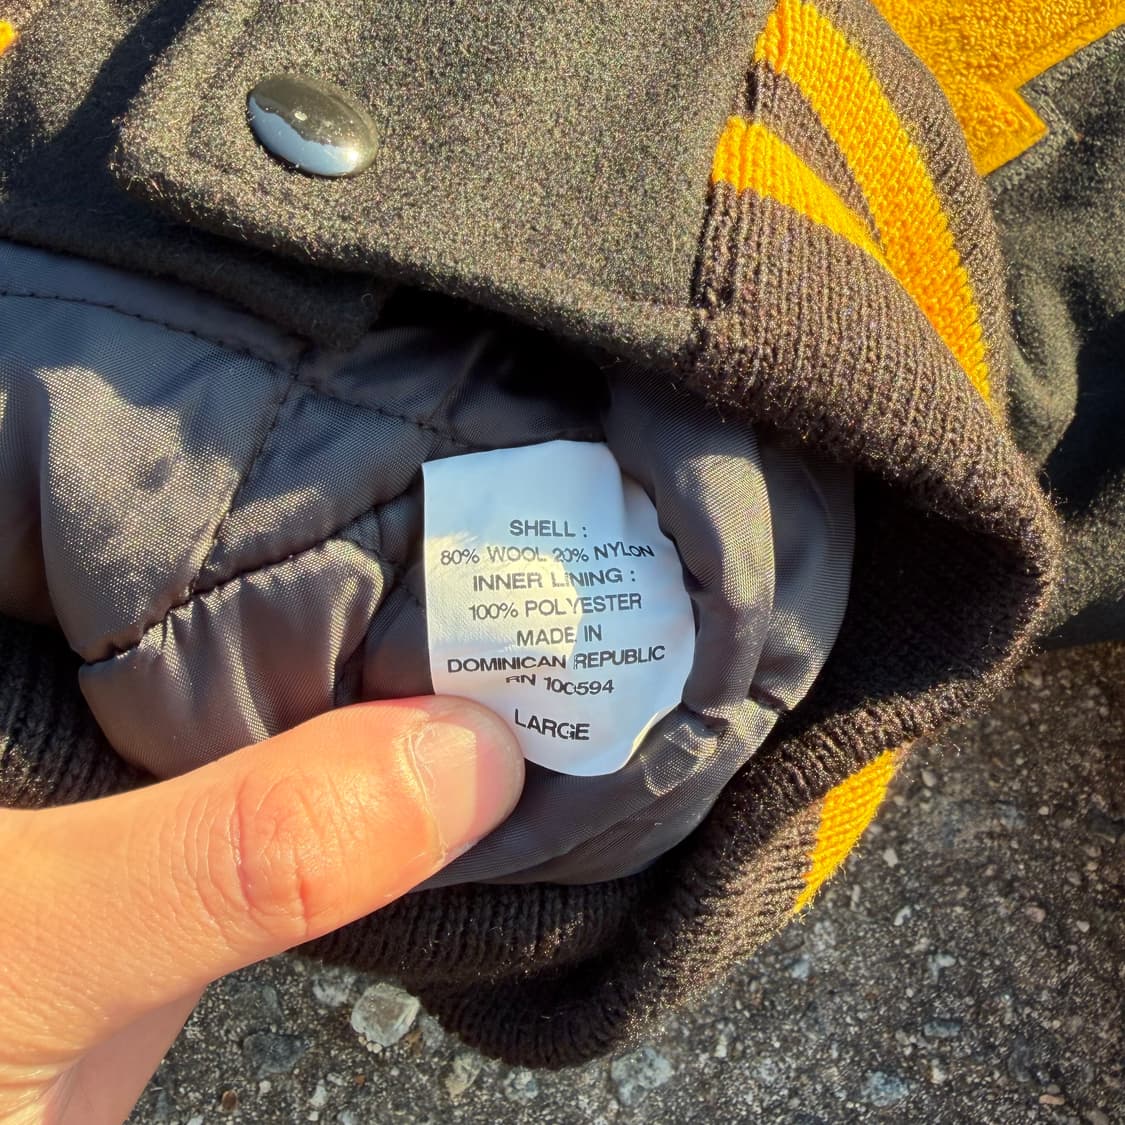 SHELL :
80% WOOL 20% NYLON
INNER LINING :
100% POLYESTER
MADE IN
DOMINICAN REPUBLIC
RN 100594
LARGE